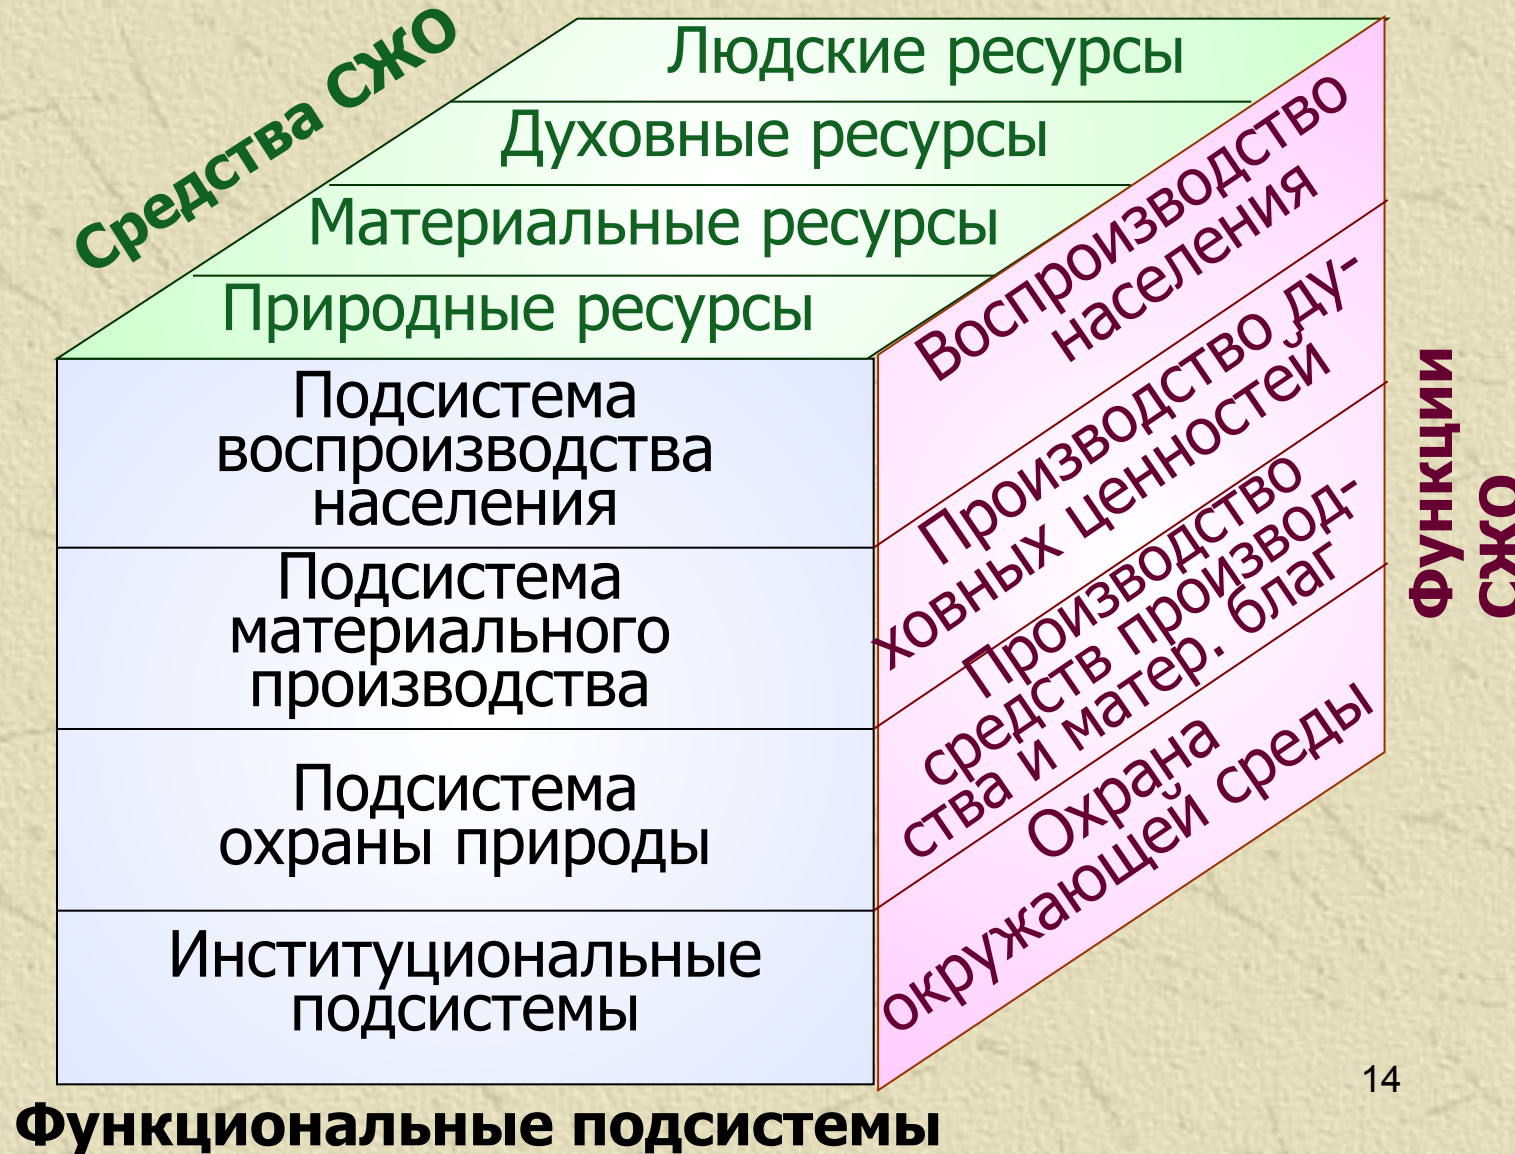 Средства СЖО
Людские ресурсы
Духовные ресурсы
Материальные ресурсы
Природные ресурсы
Подсистема
воспроизводства
населения
Подсистема
материального
производства
Подсистема
охраны природы
Институциональные
подсистемы
Воспроизводство
населения
Производство ду-
ховных ценностей
Производство
средств производ-
ства и матер. благ
Охрана
окружающей среды
Функции
СЖО
14
Функциональные подсистемы